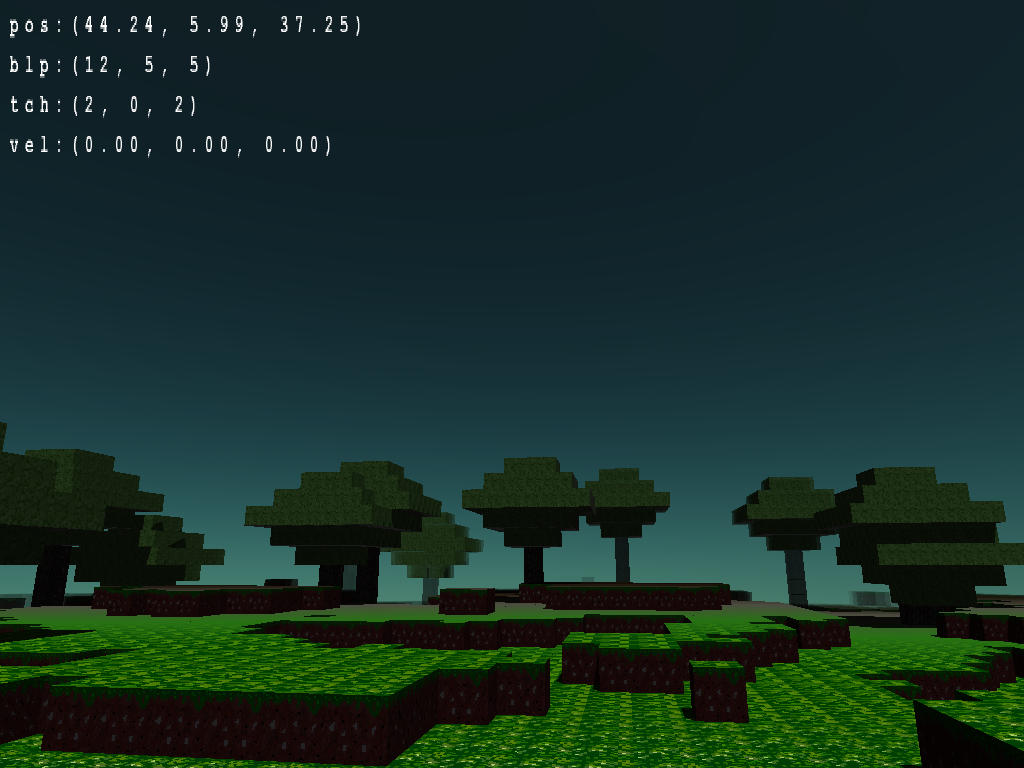 pos:(44.24, 5.99, 37.25)
blp:(12, 5, 5)
tch:(2, 0, 2)
vel:(0.00, 0.00, 0.00)